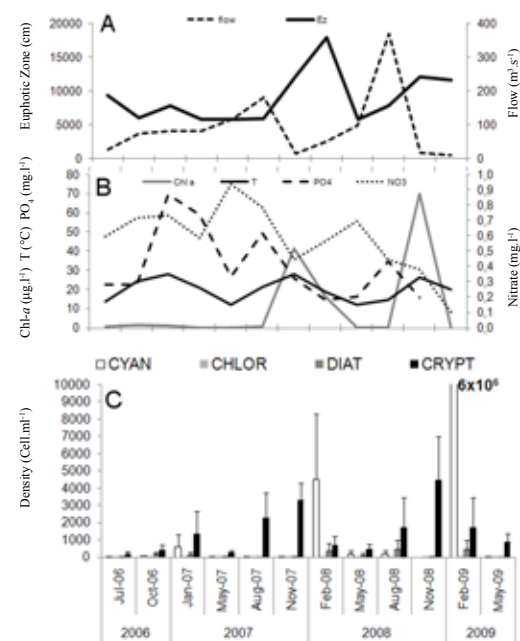 A
flow Ez
Euphotic Zone (cm)
20000
15000
10000
5000
0
Flow (m³.s⁻¹)
400
300
200
100
0
B
Chl a T PO4 NO3
Chl-a (µg.l⁻¹) T (°C) PO₄ (mg.l⁻¹)
80
70
60
50
40
30
20
10
0
Nitrate (mg.l⁻¹)
1,0
0,9
0,8
0,7
0,6
0,5
0,4
0,3
0,2
0,1
0,0
CYAN CHLOR DIAT CRYPT
C
6x10⁶
Density (Cell.ml⁻¹)
10000
9000
8000
7000
6000
5000
4000
3000
2000
1000
0
Jul-06 Oct-06 Jan-07 May-07 Aug-07 Nov-07 Feb-08 May-08 Aug-08 Nov-08 Feb-09 May-09
2006 2007 2008 2009